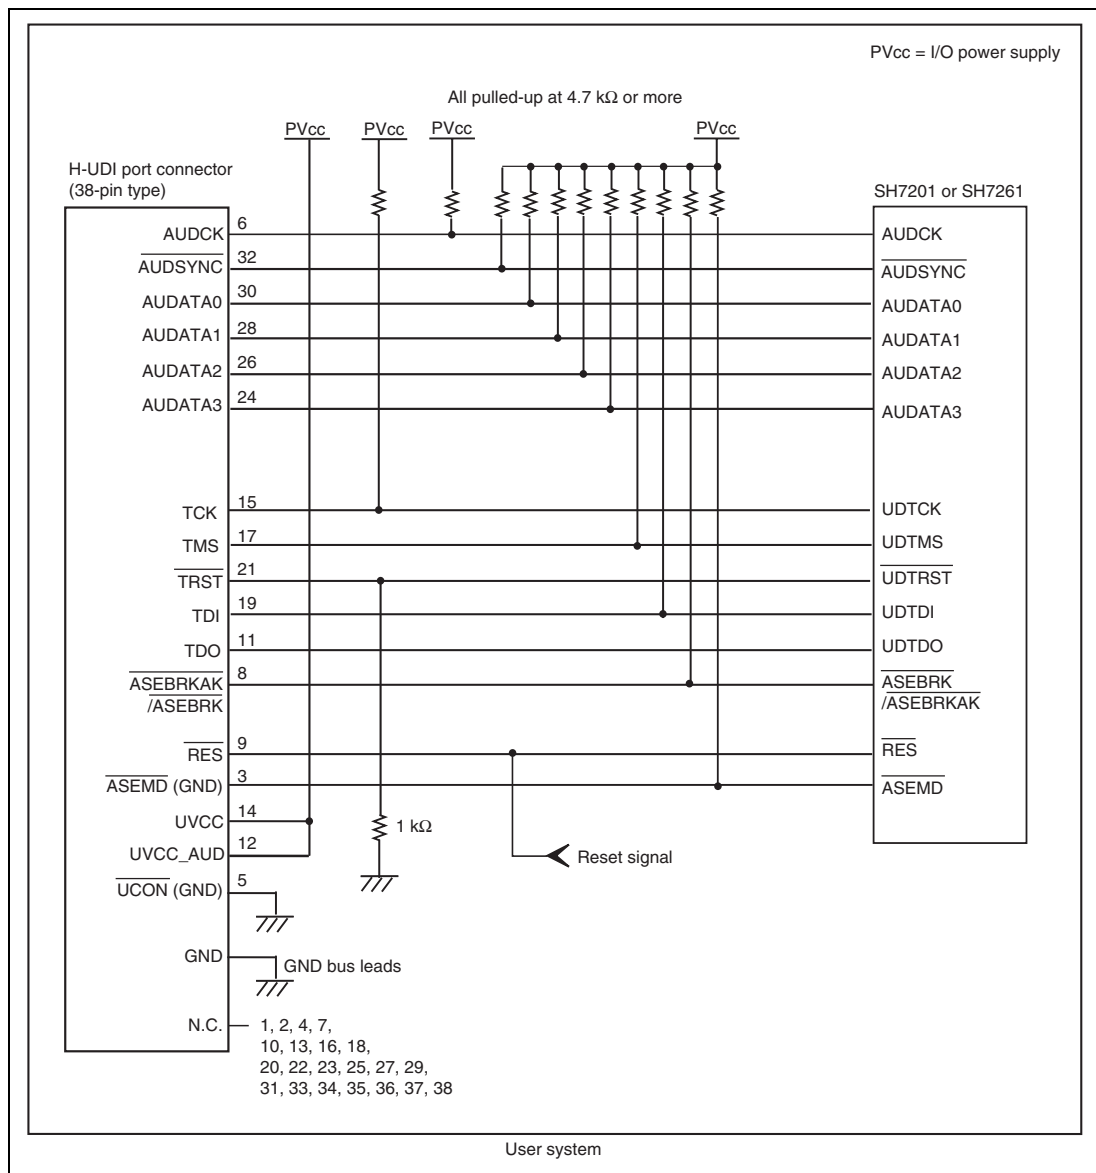 PVcc = I/O power supply
All pulled-up at 4.7 kΩ or more
PVcc PVcc PVcc PVcc
H-UDI port connector
(38-pin type)
SH7201 or SH7261
AUDCK 6 AUDCK
AUDSYNC 32 AUDSYNC
AUDATA0 30 AUDATA0
AUDATA1 28 AUDATA1
AUDATA2 26 AUDATA2
AUDATA3 24 AUDATA3
TCK 15 UDTCK
TMS 17 UDTMS
TRST 21 UDTRST
TDI 19 UDTDI
TDO 11 UDTDO
ASEBRKAK 8 ASEBRK
/ASEBRK /ASEBRKAK
RES 9 RES
ASEMD (GND) 3 ASEMD
UVCC 14
1 kΩ
UVCC_AUD 12
Reset signal
UCON (GND) 5
GND
GND bus leads
N.C. 1, 2, 4, 7,
10, 13, 16, 18,
20, 22, 23, 25, 27, 29,
31, 33, 34, 35, 36, 37, 38
User system